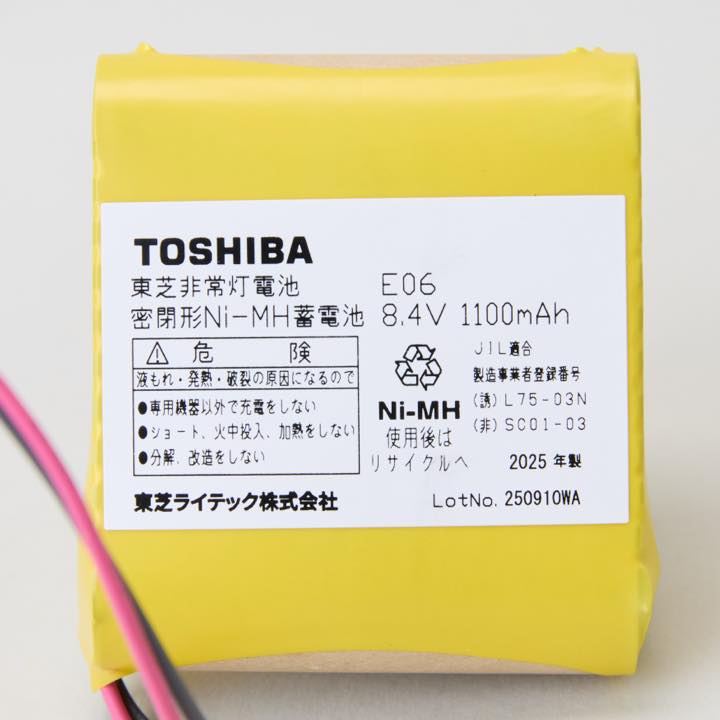 TOSHIBA
東芝非常灯電池 E06
密閉形Ni-MH蓄電池 8.4V 1100mAh
⚠ 危 険
液もれ・発熱・破裂の原因になるので
●専用機器以外で充電をしない
●ショート、火中投入、加熱をしない
●分解、改造をしない
東芝ライテック株式会社
Ni-MH
使用後は
リサイクルへ
JIL適合
製造事業者登録番号
(誘)L75-03N
(非)SC01-03
2025年製
LotNo. 250910WA